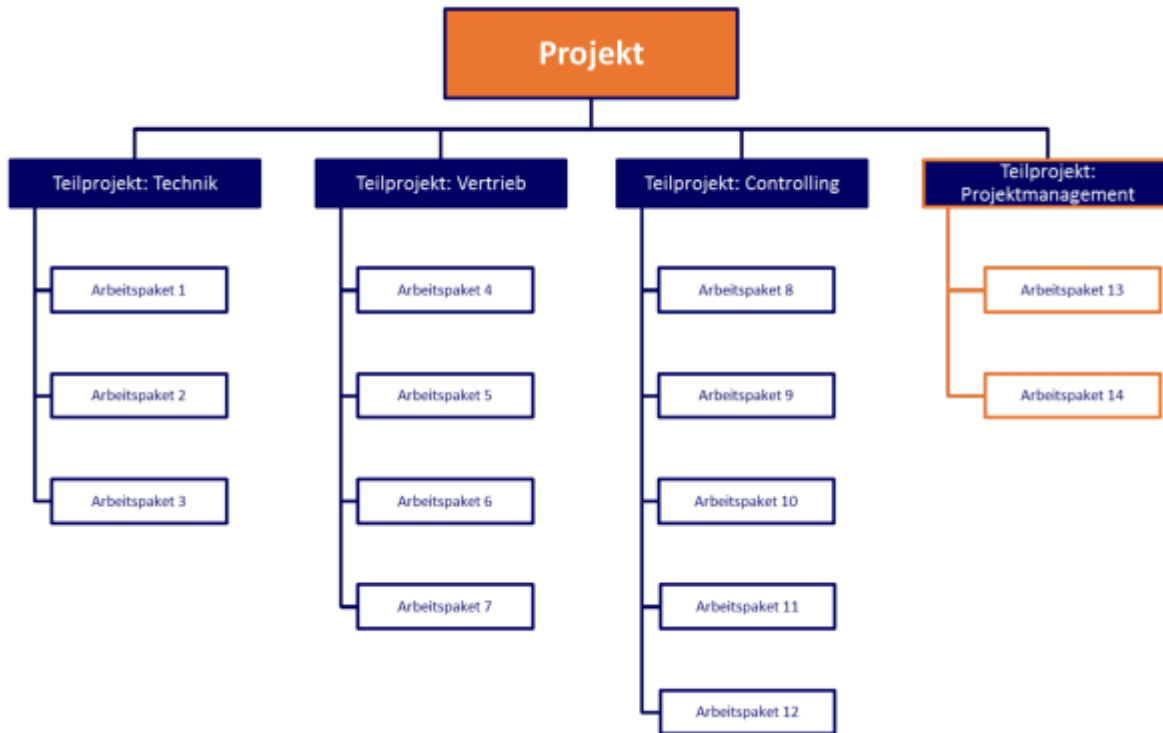 Projekt
Teilprojekt: Technik
Teilprojekt: Vertrieb
Teilprojekt: Controlling
Teilprojekt:
Projektmanagement
Arbeitspaket 1
Arbeitspaket 4
Arbeitspaket 8
Arbeitspaket 13
Arbeitspaket 2
Arbeitspaket 5
Arbeitspaket 9
Arbeitspaket 14
Arbeitspaket 3
Arbeitspaket 6
Arbeitspaket 10
Arbeitspaket 7
Arbeitspaket 11
Arbeitspaket 12